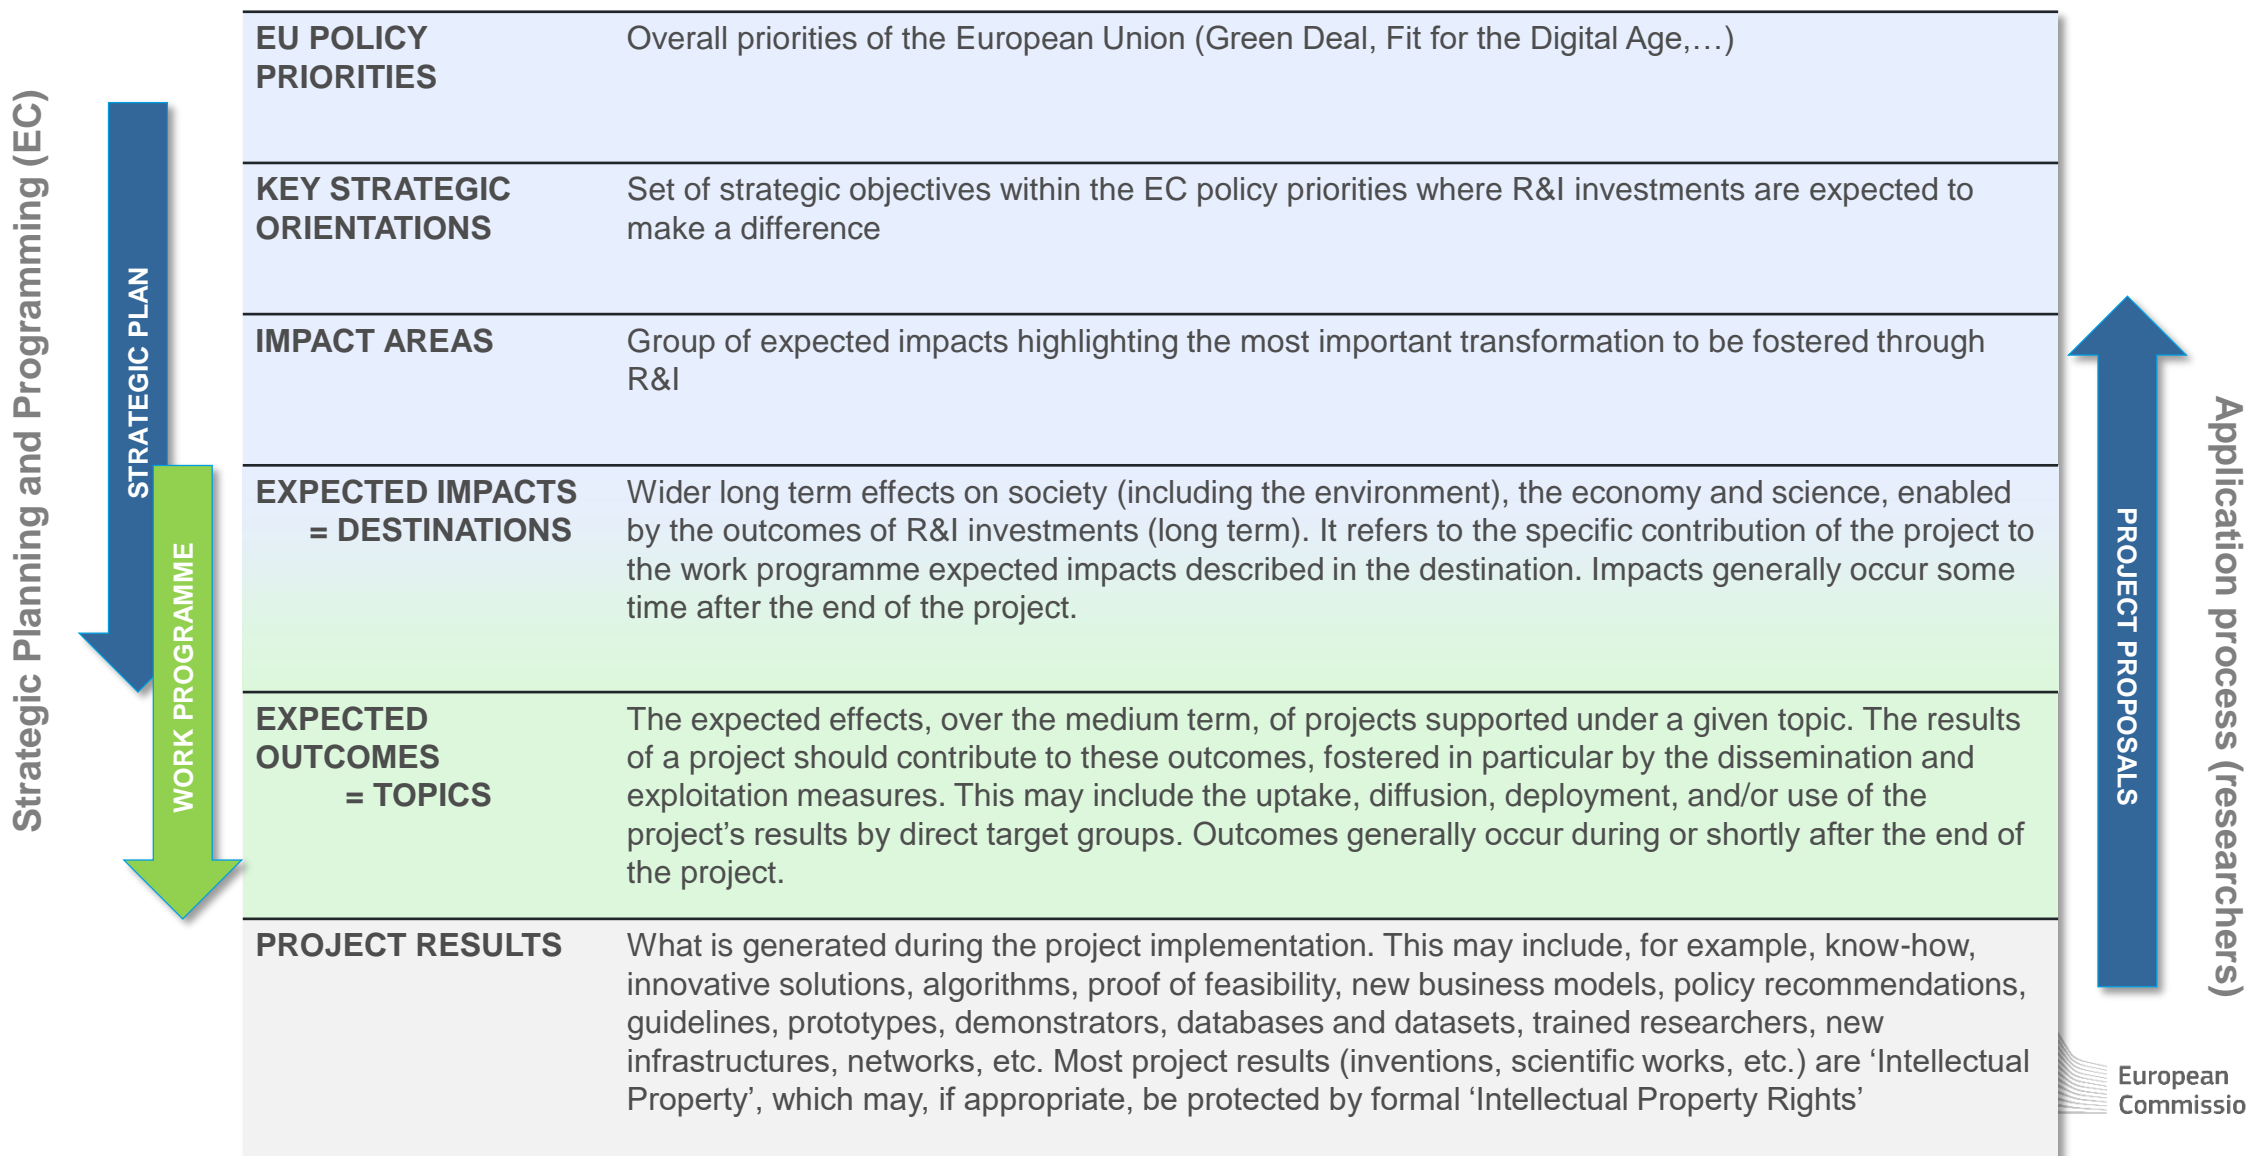 Strategic Planning and Programming (EC)
STRATEGIC PLAN
WORK PROGRAMME
EU POLICY
PRIORITIES
Overall priorities of the European Union (Green Deal, Fit for the Digital Age,…)
KEY STRATEGIC
ORIENTATIONS
Set of strategic objectives within the EC policy priorities where R&I investments are expected to
make a difference
IMPACT AREAS
Group of expected impacts highlighting the most important transformation to be fostered through
R&I
EXPECTED IMPACTS
= DESTINATIONS
Wider long term effects on society (including the environment), the economy and science, enabled
by the outcomes of R&I investments (long term). It refers to the specific contribution of the project to
the work programme expected impacts described in the destination. Impacts generally occur some
time after the end of the project.
EXPECTED
OUTCOMES
= TOPICS
The expected effects, over the medium term, of projects supported under a given topic. The results
of a project should contribute to these outcomes, fostered in particular by the dissemination and
exploitation measures. This may include the uptake, diffusion, deployment, and/or use of the
project’s results by direct target groups. Outcomes generally occur during or shortly after the end of
the project.
PROJECT RESULTS
What is generated during the project implementation. This may include, for example, know-how,
innovative solutions, algorithms, proof of feasibility, new business models, policy recommendations,
guidelines, prototypes, demonstrators, databases and datasets, trained researchers, new
infrastructures, networks, etc. Most project results (inventions, scientific works, etc.) are ‘Intellectual
Property’, which may, if appropriate, be protected by formal ‘Intellectual Property Rights’
PROJECT PROPOSALS
Application process (researchers)
European
Commissio